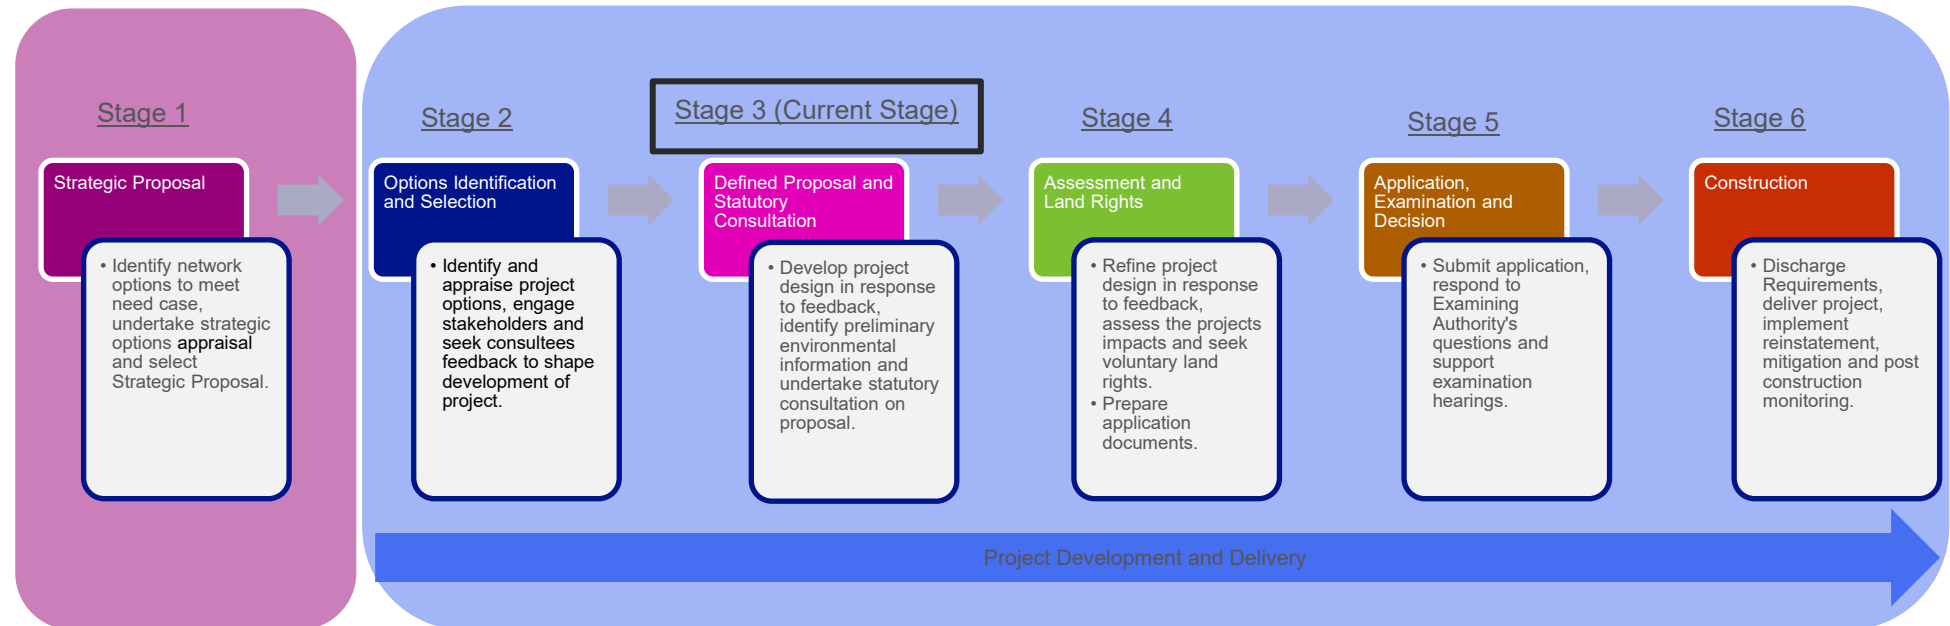 Stage 1
Strategic Proposal
• Identify network
options to meet
need case,
undertake strategic
options appraisal
and select
Strategic Proposal.
Stage 2
Options Identification
and Selection
• Identify and
appraise project
options, engage
stakeholders and
seek consultees
feedback to shape
development of
project.
Stage 3 (Current Stage)
Defined Proposal and
Statutory
Consultation
• Develop project
design in response
to feedback,
identify preliminary
environmental
information and
undertake statutory
consultation on
proposal.
Stage 4
Assessment and
Land Rights
• Refine project
design in response
to feedback,
assess the projects
impacts and seek
voluntary land
rights.
• Prepare
application
documents.
Stage 5
Application,
Examination and
Decision
• Submit application,
respond to
Examining
Authority's
questions and
support
examination
hearings.
Stage 6
Construction
• Discharge
Requirements,
deliver project,
implement
reinstatement,
mitigation and post
construction
monitoring.
Project Development and Delivery